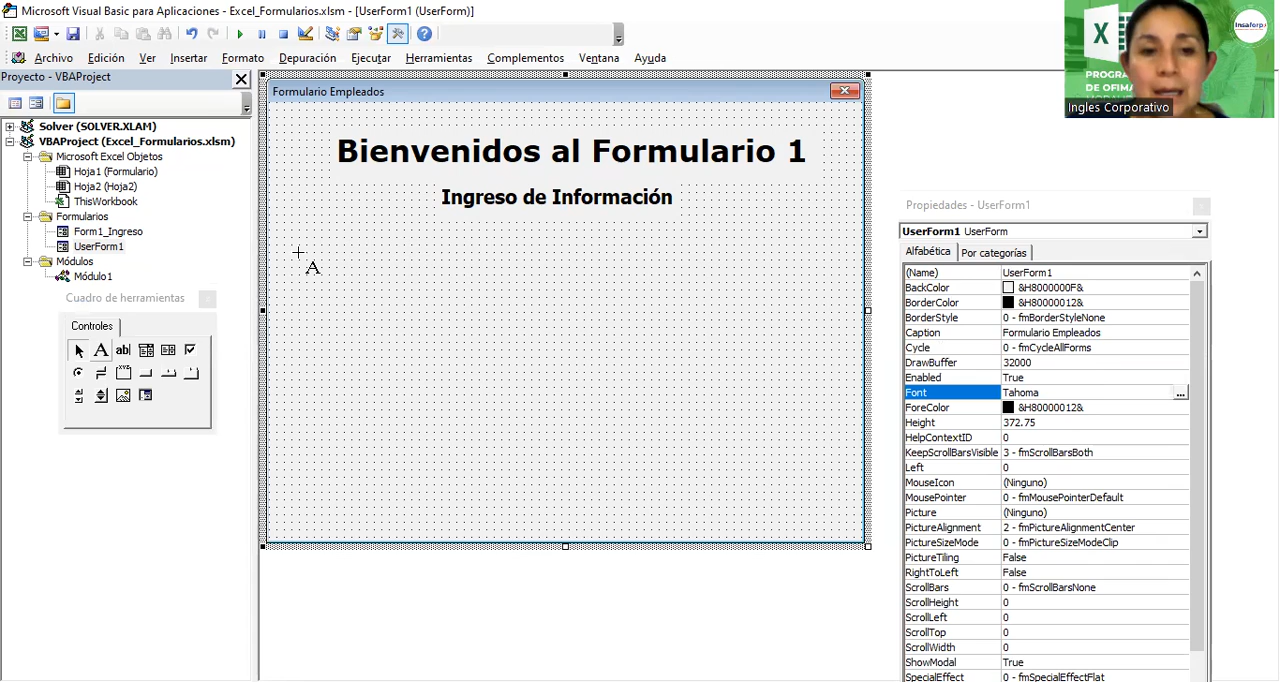 Microsoft Visual Basic para Aplicaciones - Excel_Formularios.xlsm - [UserForm1 (UserForm)]
Archivo Edición Ver Insertar Formato Depuración Ejecutar Herramientas Complementos Ventana Ayuda
Proyecto - VBAProject
Solver (SOLVER.XLAM)
VBAProject (Excel_Formularios.xlsm)
Microsoft Excel Objetos
Hoja1 (Formulario)
Hoja2 (Hoja2)
ThisWorkbook
Formularios
Form1_Ingreso
UserForm1
Módulos
Módulo1
Cuadro de herramientas
Controles
A ab|
Formulario Empleados
Bienvenidos al Formulario 1
Ingreso de Información
A
X
Insaforp
PROGRA
DE OFIMA
Ingles Corporativo
Propiedades - UserForm1
UserForm1 UserForm
Alfabética Por categorías
(Name) UserForm1
BackColor &H8000000F&
BorderColor &H80000012&
BorderStyle 0 - fmBorderStyleNone
Caption Formulario Empleados
Cycle 0 - fmCycleAllForms
DrawBuffer 32000
Enabled True
Font Tahoma ...
ForeColor &H80000012&
Height 372.75
HelpContextID 0
KeepScrollBarsVisible 3 - fmScrollBarsBoth
Left 0
MouseIcon (Ninguno)
MousePointer 0 - fmMousePointerDefault
Picture (Ninguno)
PictureAlignment 2 - fmPictureAlignmentCenter
PictureSizeMode 0 - fmPictureSizeModeClip
PictureTiling False
RightToLeft False
ScrollBars 0 - fmScrollBarsNone
ScrollHeight 0
ScrollLeft 0
ScrollTop 0
ScrollWidth 0
ShowModal True
SpecialEffect 0 - fmSpecialEffectFlat